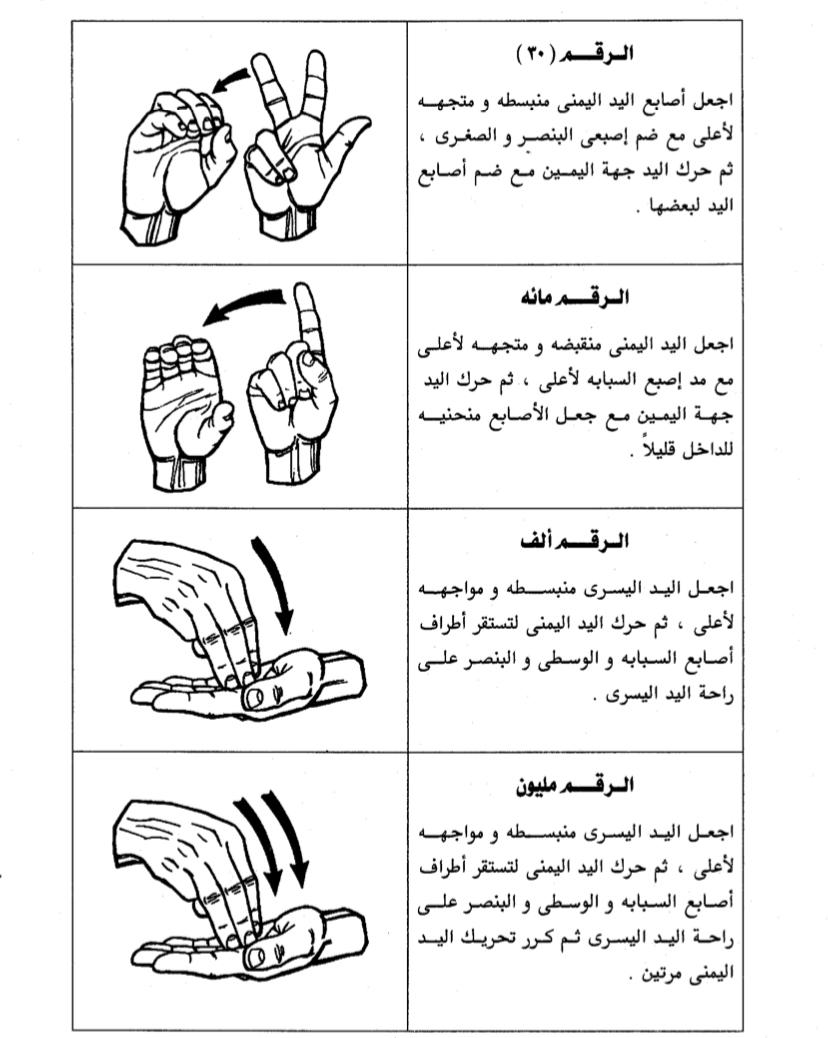 الرقم (٣٠)
اجعل أصابع اليد اليمنى منبسطه و متجهه
لأعلى مع ضم إصبعى البنصر و الصغرى ،
ثم حرك اليد جهة اليمين مع ضم أصابع
اليد لبعضها .
الرقم مائه
اجعل اليد اليمنى منقبضه و متجهه لأعلى
مع مد إصبع السبابه لأعلى ، ثم حرك اليد
جهة اليمين مع جعل الأصابع منحنيه
للداخل قليلاً .
الرقم ألف
اجعل اليد اليسرى منبسطه و مواجهه
لأعلى ، ثم حرك اليد اليمنى لتستقر أطراف
أصابع السبابه و الوسطى و البنصر على
راحة اليد اليسرى .
الرقم مليون
اجعل اليد اليسرى منبسطه و مواجهه
لأعلى ، ثم حرك اليد اليمنى لتستقر أطراف
أصابع السبابه و الوسطى و البنصر على
راحة اليد اليسرى ثم كرر تحريك اليد
اليمنى مرتين .